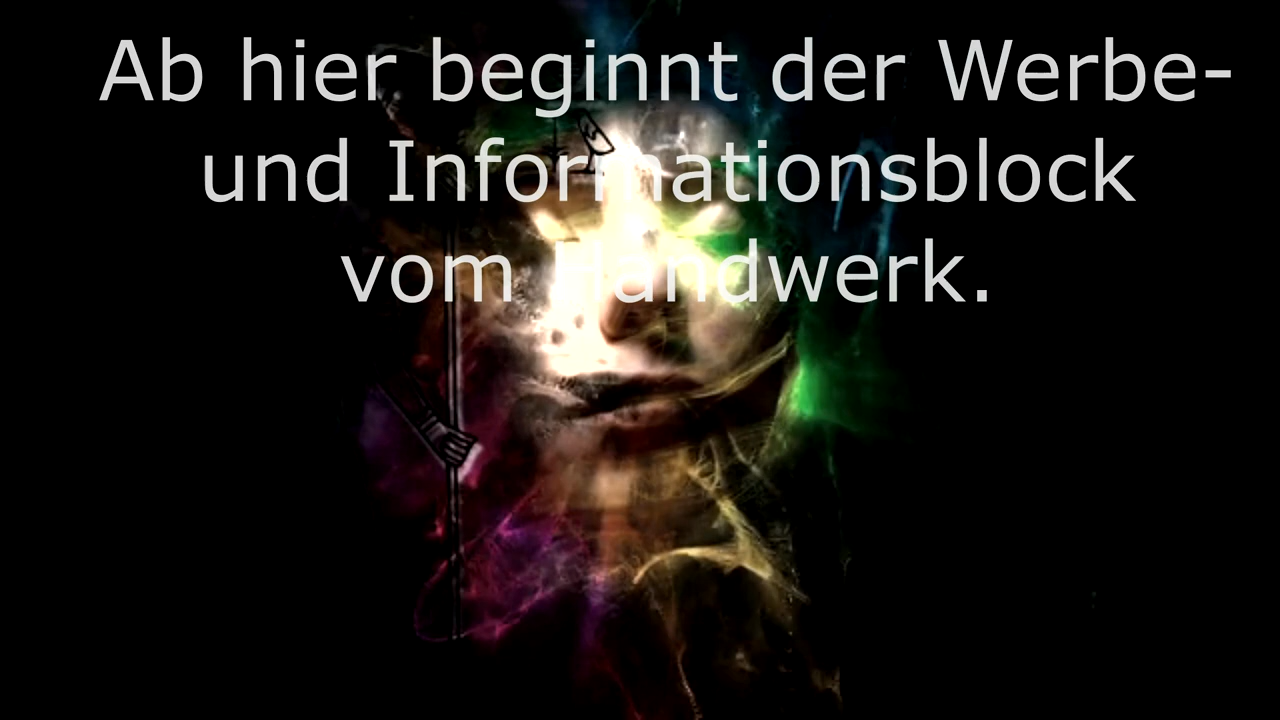 Ab hier beginnt der Werbe-
und Informationsblock
vom Handwerk.